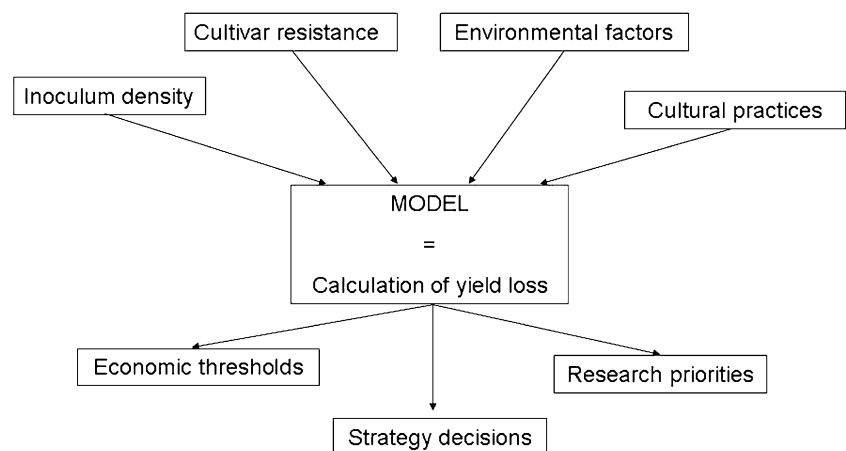 Cultivar resistance
Environmental factors
Inoculum density
Cultural practices
MODEL
=
Calculation of yield loss
Economic thresholds
Research priorities
Strategy decisions